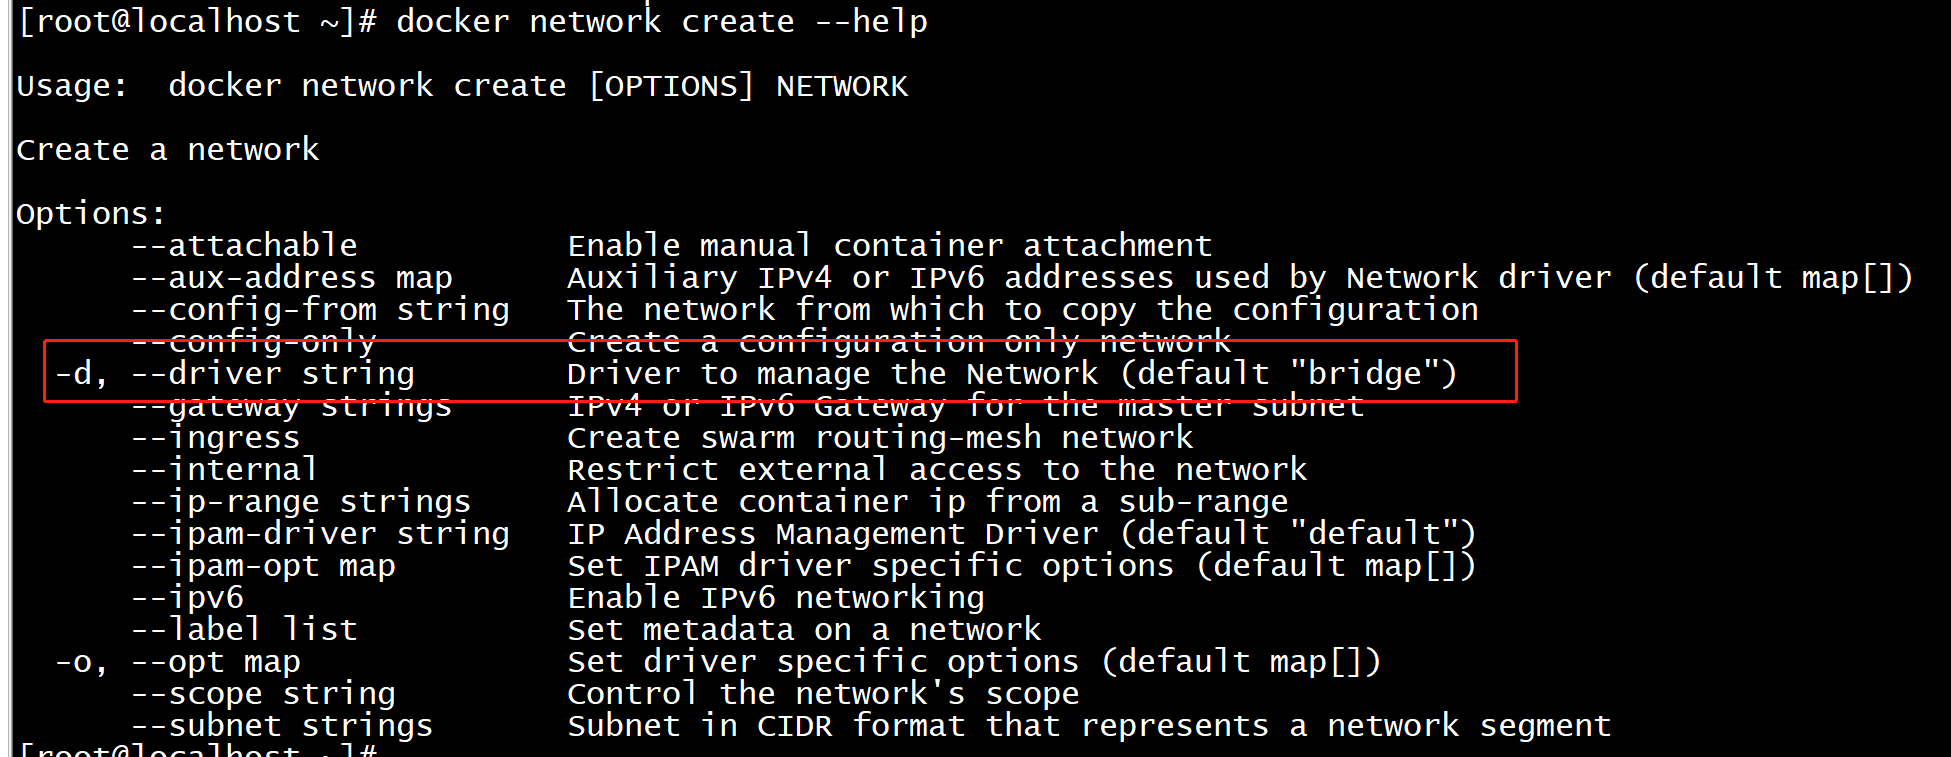 [root@localhost ~]# docker network create --help
Usage:  docker network create [OPTIONS] NETWORK
Create a network
Options:
      --attachable           Enable manual container attachment
      --aux-address map      Auxiliary IPv4 or IPv6 addresses used by Network driver (default map[])
      --config-from string   The network from which to copy the configuration
      --config-only          Create a configuration only network
  -d, --driver string        Driver to manage the Network (default "bridge")
      --gateway strings      IPv4 or IPv6 Gateway for the master subnet
      --ingress              Create swarm routing-mesh network
      --internal             Restrict external access to the network
      --ip-range strings     Allocate container ip from a sub-range
      --ipam-driver string   IP Address Management Driver (default "default")
      --ipam-opt map         Set IPAM driver specific options (default map[])
      --ipv6                 Enable IPv6 networking
      --label list           Set metadata on a network
  -o, --opt map              Set driver specific options (default map[])
      --scope string         Control the network's scope
      --subnet strings       Subnet in CIDR format that represents a network segment
[root@localhost ~]#